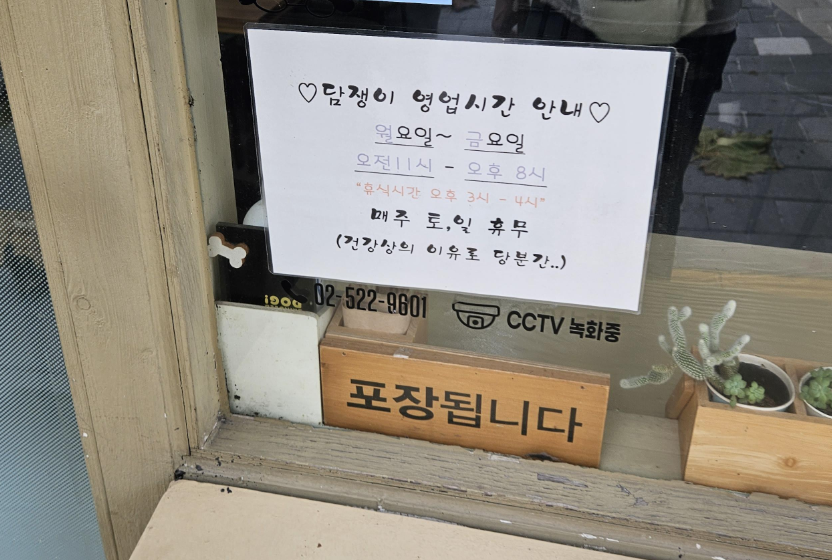 ♡담쟁이 영업시간 안내♡
월요일~ 금요일
오전11시 - 오후 8시
"휴식시간 오후 3시 - 4시"
매주 토,일 휴무
(건강상의 이유로 당분간..)
02-522-9601
CCTV 녹화중
포장됩니다